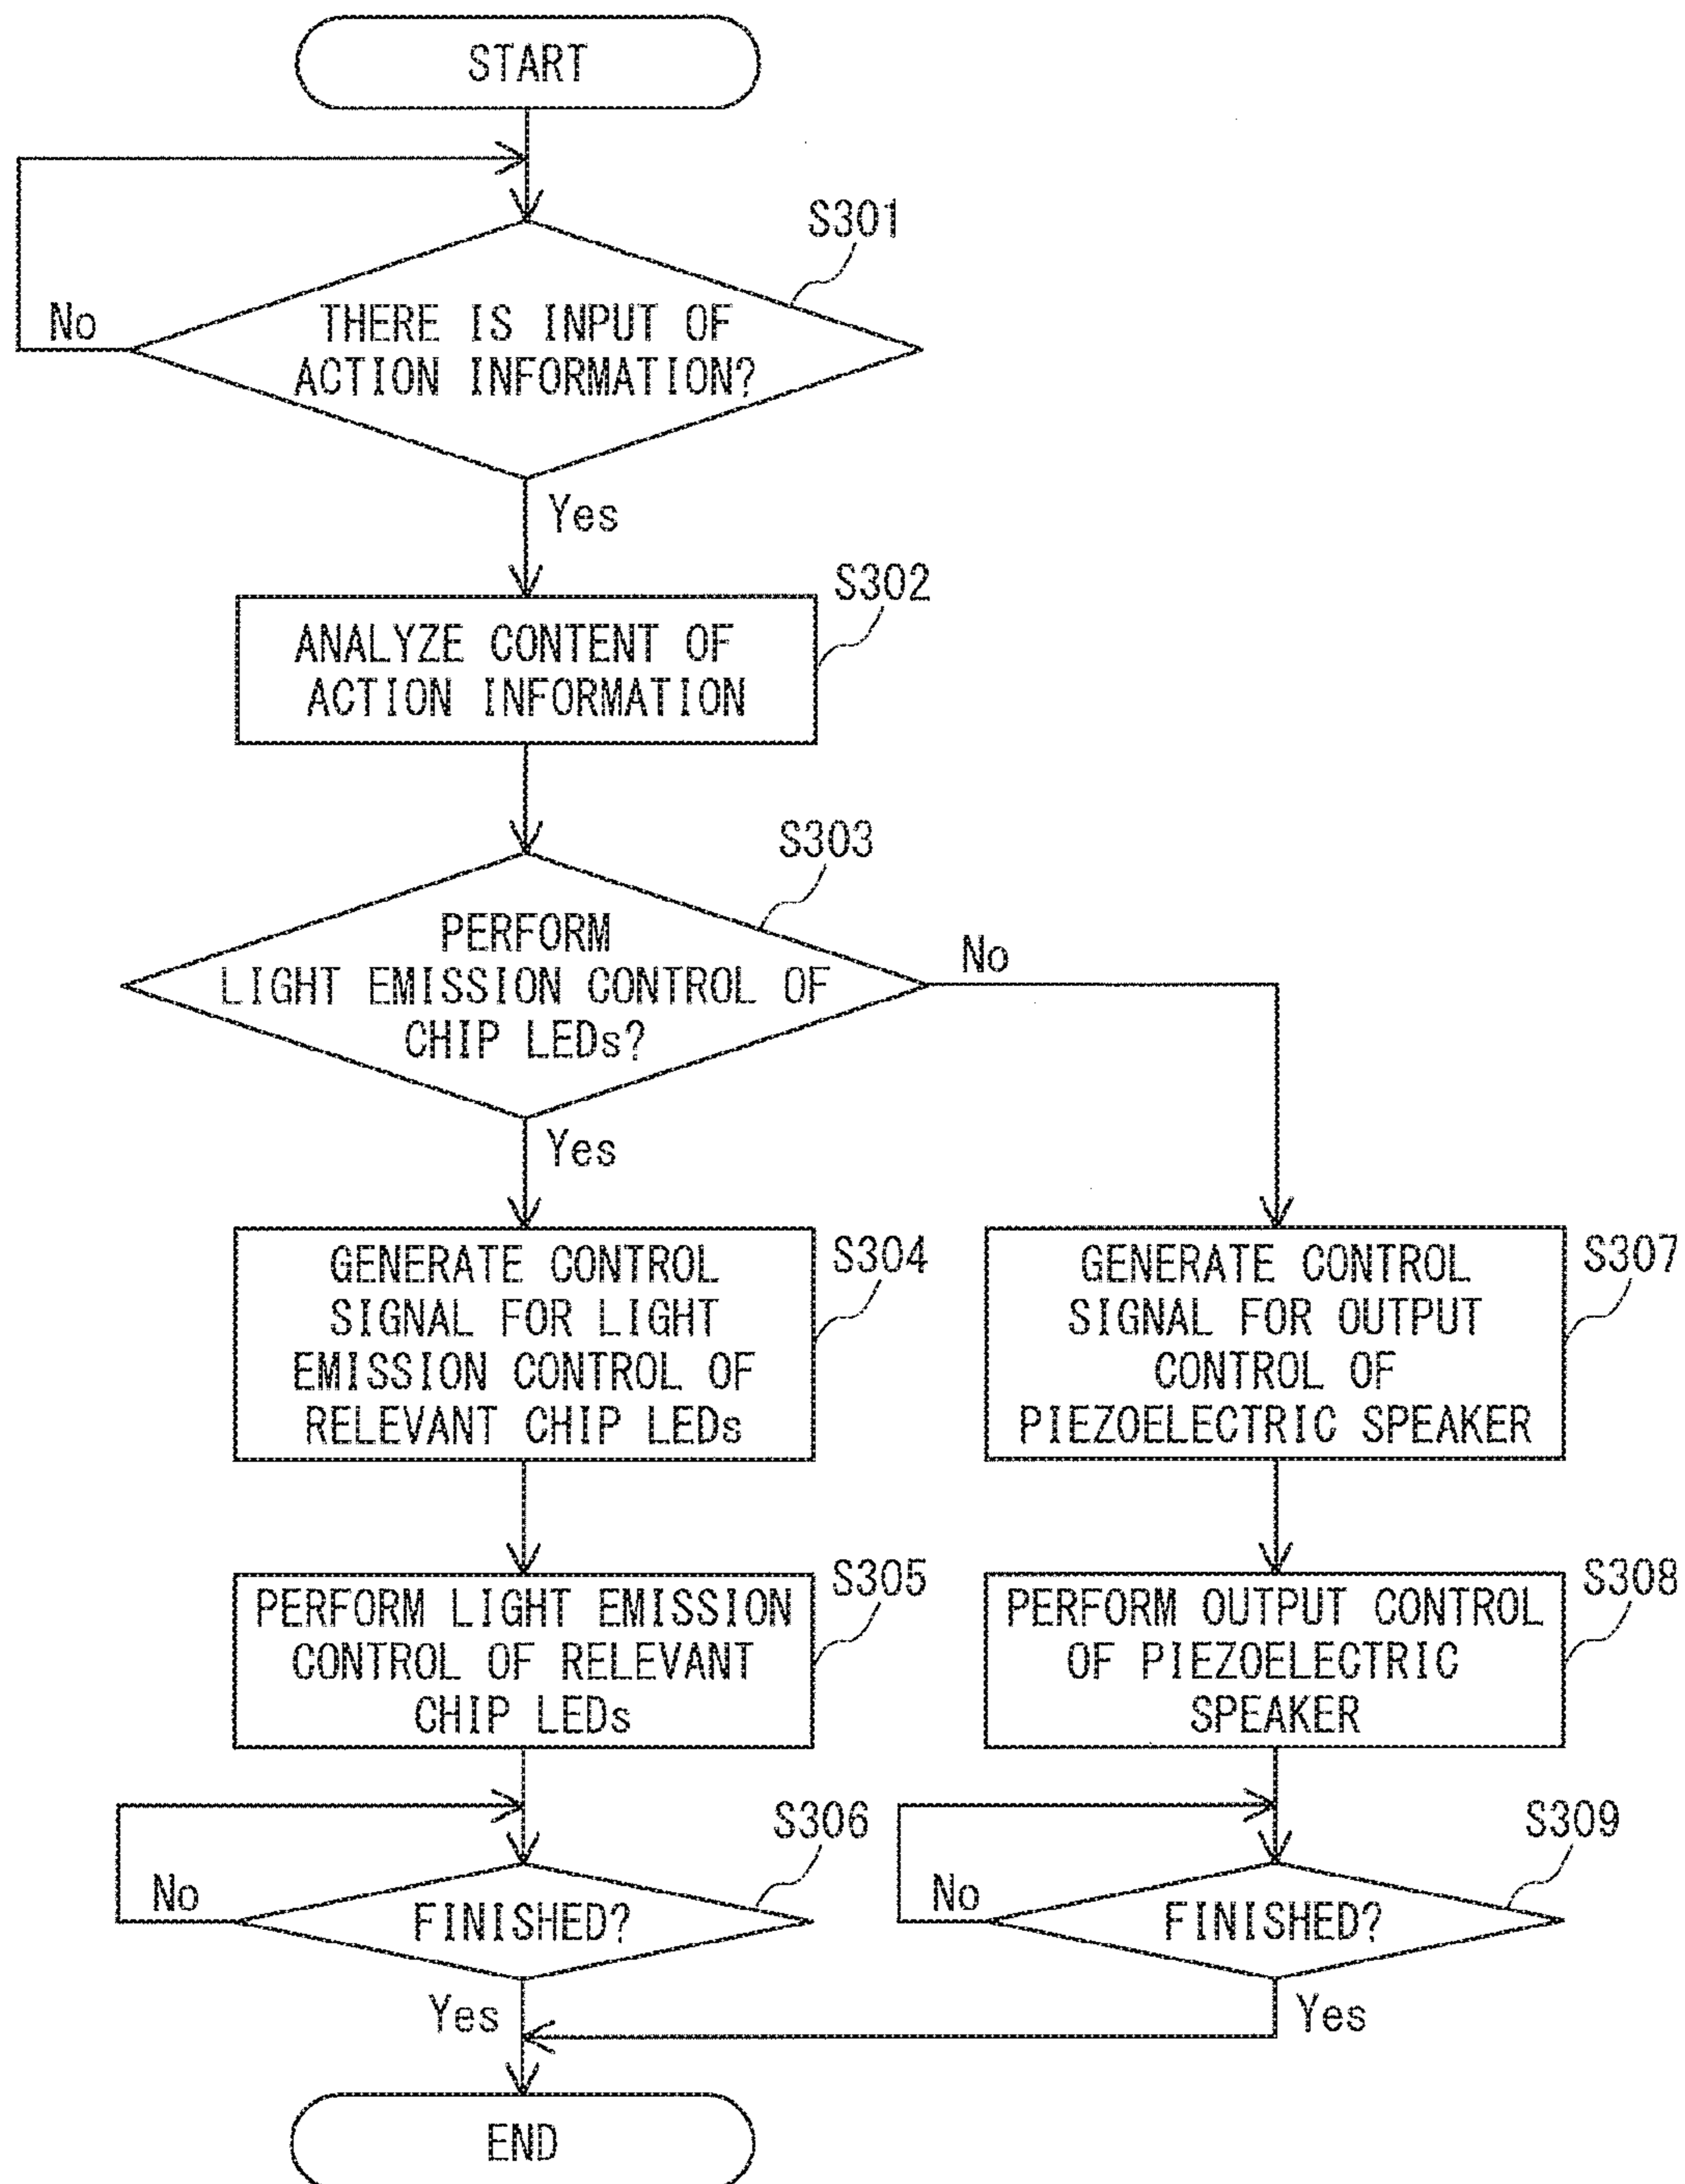 START
S301
No
THERE IS INPUT OF
ACTION INFORMATION?
Yes
S302
ANALYZE CONTENT OF
ACTION INFORMATION
S303
PERFORM
LIGHT EMISSION CONTROL OF
CHIP LEDs?
No
Yes
S304
GENERATE CONTROL
SIGNAL FOR LIGHT
EMISSION CONTROL OF
RELEVANT CHIP LEDs
S307
GENERATE CONTROL
SIGNAL FOR OUTPUT
CONTROL OF
PIEZOELECTRIC SPEAKER
S305
PERFORM LIGHT EMISSION
CONTROL OF RELEVANT
CHIP LEDs
S308
PERFORM OUTPUT CONTROL
OF PIEZOELECTRIC
SPEAKER
S306
No
FINISHED?
Yes
S309
No
FINISHED?
Yes
END